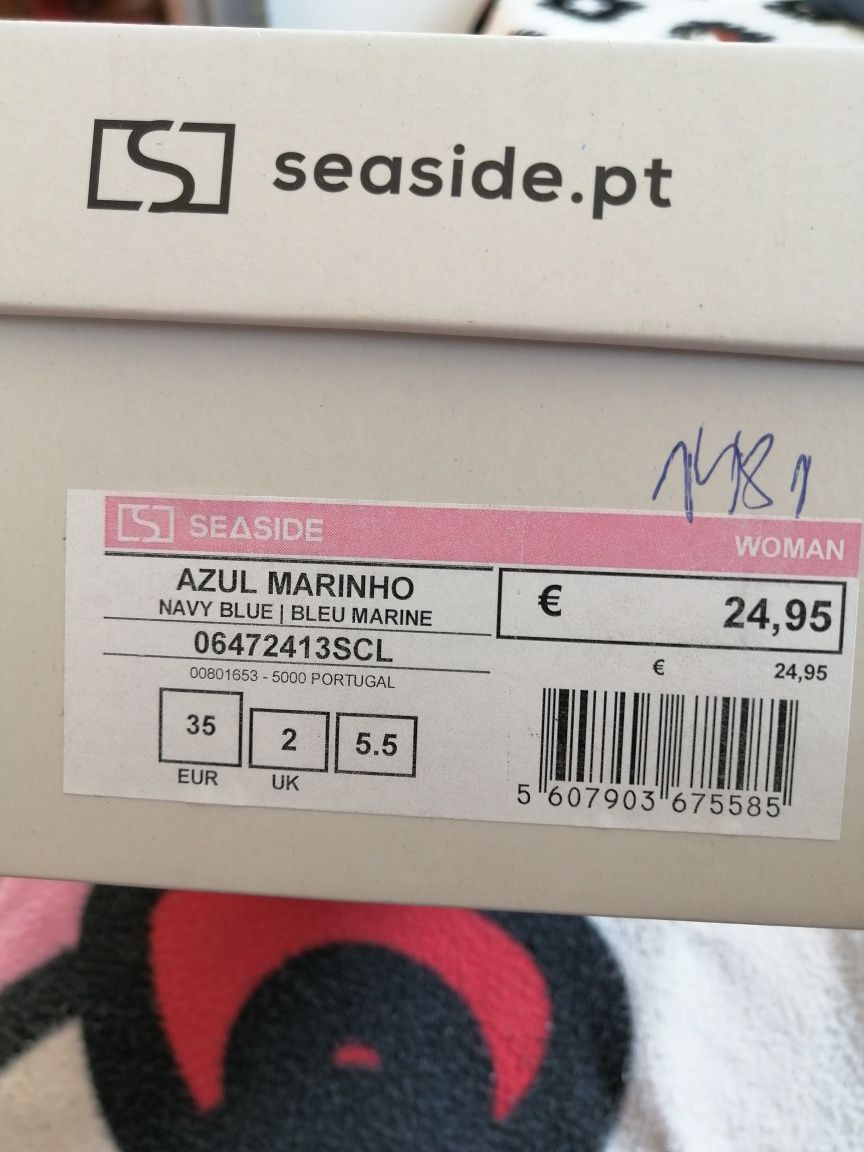 seaside.pt
1481
SEASIDE
WOMAN
AZUL MARINHO
NAVY BLUE | BLEU MARINE
€ 24,95
06472413SCL
€ 24,95
00801653 - 5000 PORTUGAL
35
2
5.5
EUR
UK
5 607903 675585